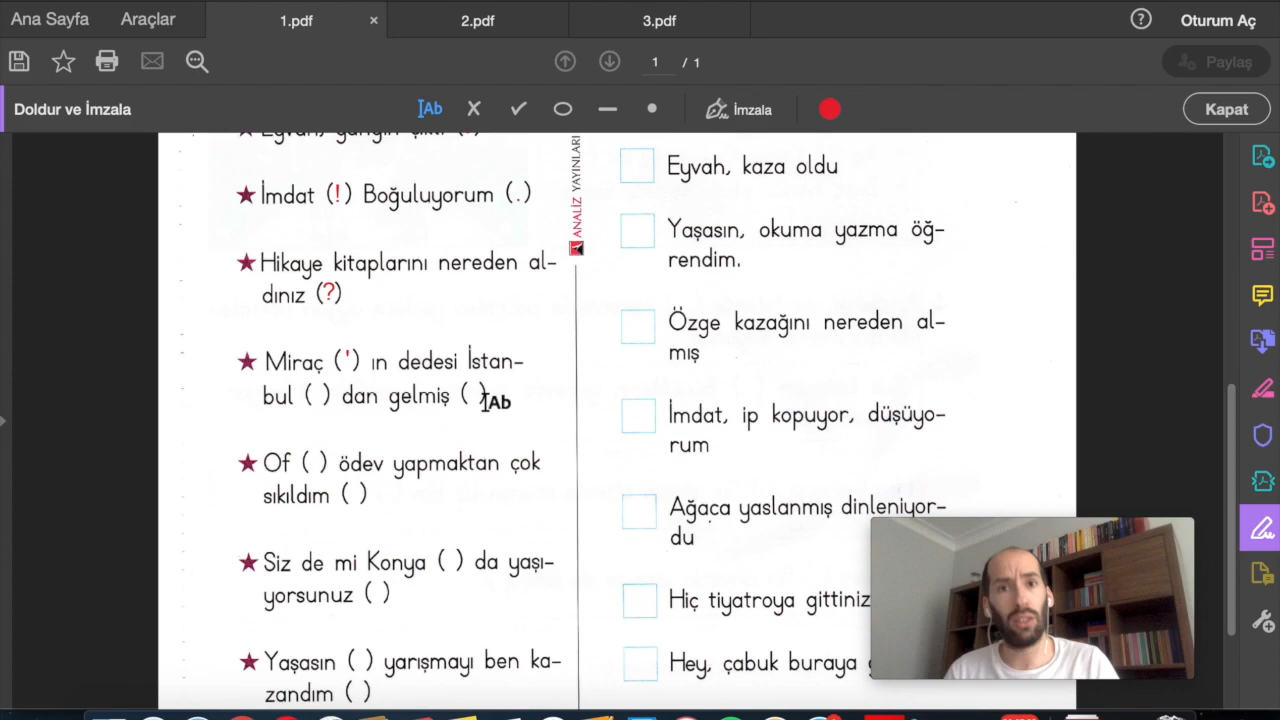 Ana Sayfa Araçlar 1.pdf × 2.pdf 3.pdf ? Oturum Aç
1 / 1 Paylaş
Doldur ve İmzala Ab İmzala Kapat
★ İmdat (!) Boğuluyorum (.)
★ Hikaye kitaplarını nereden al-
dınız (?)
★ Miraç (') ın dedesi İstan-
bul ( ) dan gelmiş ( )
Ab
★ Of ( ) ödev yapmaktan çok
sıkıldım ( )
★ Siz de mi Konya ( ) da yaşı-
yorsunuz ( )
★ Yaşasın ( ) yarışmayı ben ka-
zandım ( )
ANALİZ YAYINLARI
Eyvah, kaza oldu
Yaşasın, okuma yazma öğ-
rendim.
Özge kazağını nereden al-
mış
İmdat, ip kopuyor, düşüyo-
rum
Ağaca yaslanmış dinleniyor-
du
Hiç tiyatroya gittiniz
Hey, çabuk buraya